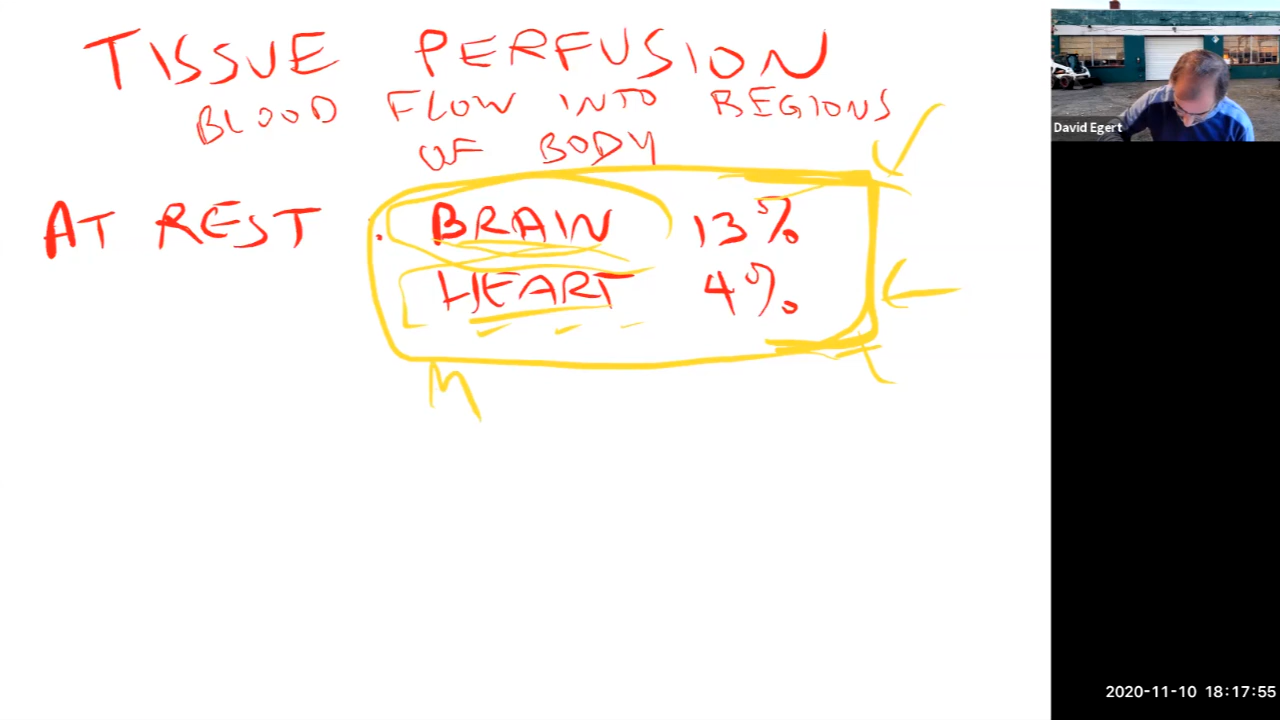 TISSUE PERFUSION
BLOOD FLOW INTO REGIONS
OF BODY
AT REST . BRAIN 13%
HEART 4%
M
David Egert
2020-11-10 18:17:55